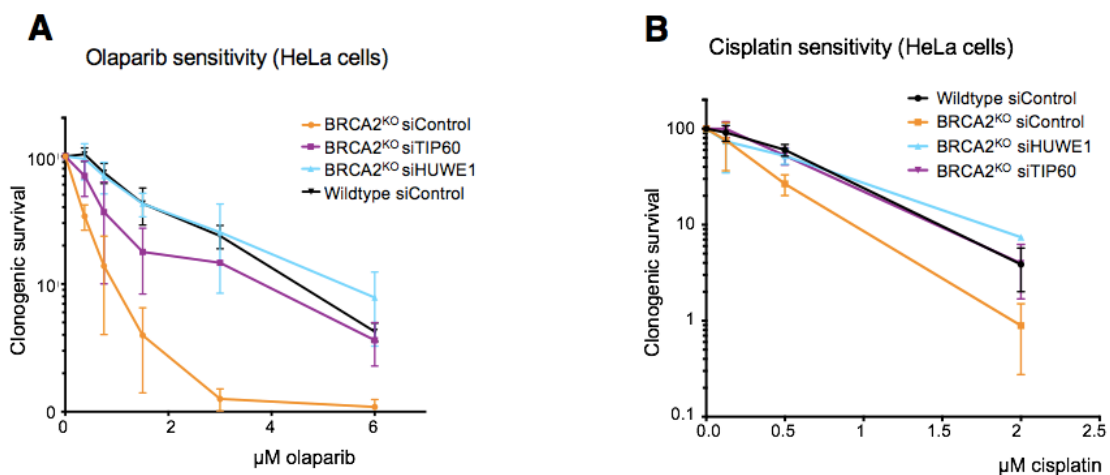 A
Olaparib sensitivity (HeLa cells)
BRCA2KO siControl
BRCA2KO siTIP60
BRCA2KO siHUWE1
Wildtype siControl
Clonogenic survival
100
10
0
0
2
4
6
µM olaparib
B
Cisplatin sensitivity (HeLa cells)
Wildtype siControl
BRCA2KO siControl
BRCA2KO siHUWE1
BRCA2KO siTIP60
Clonogenic survival
100
10
1
0.1
0.0
0.5
1
1.5
2
2.5
µM cisplatin